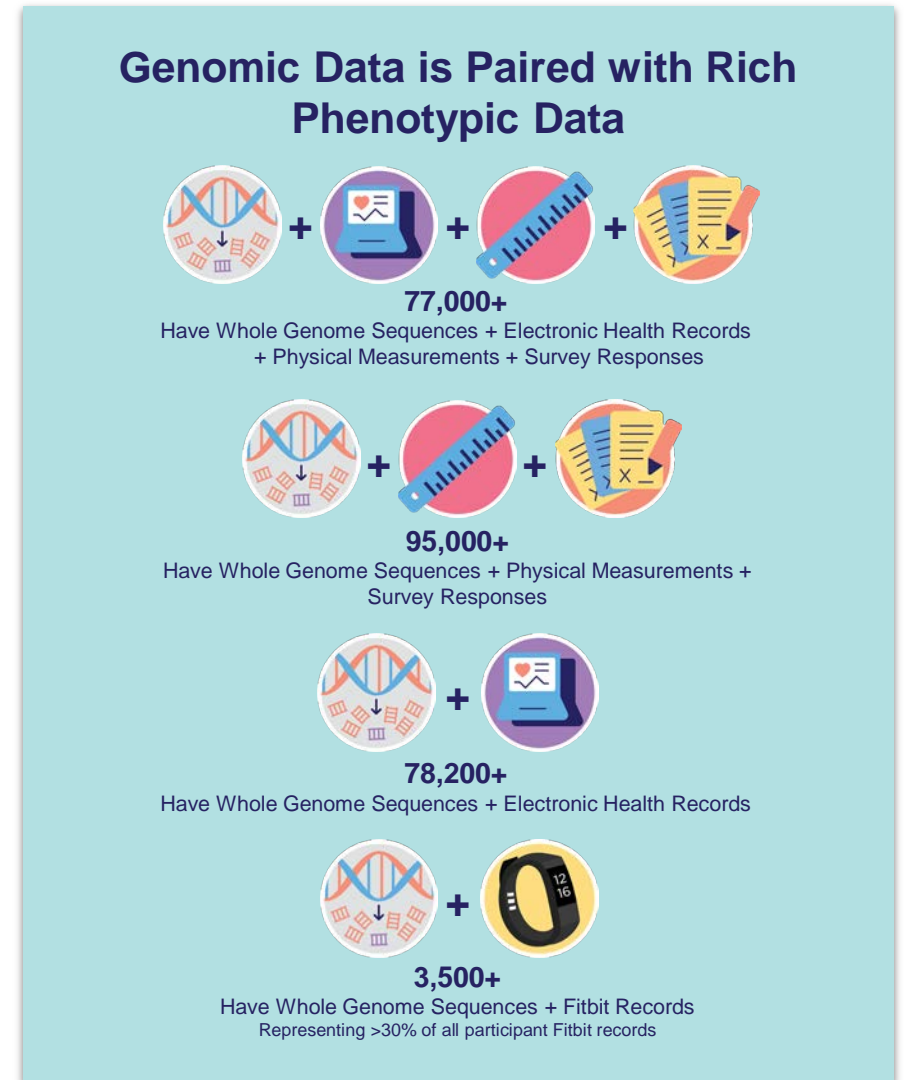 Genomic Data is Paired with Rich
Phenotypic Data
+ + +
77,000+
Have Whole Genome Sequences + Electronic Health Records
+ Physical Measurements + Survey Responses
+ +
95,000+
Have Whole Genome Sequences + Physical Measurements +
Survey Responses
+
78,200+
Have Whole Genome Sequences + Electronic Health Records
+
12
16
3,500+
Have Whole Genome Sequences + Fitbit Records
Representing >30% of all participant Fitbit records